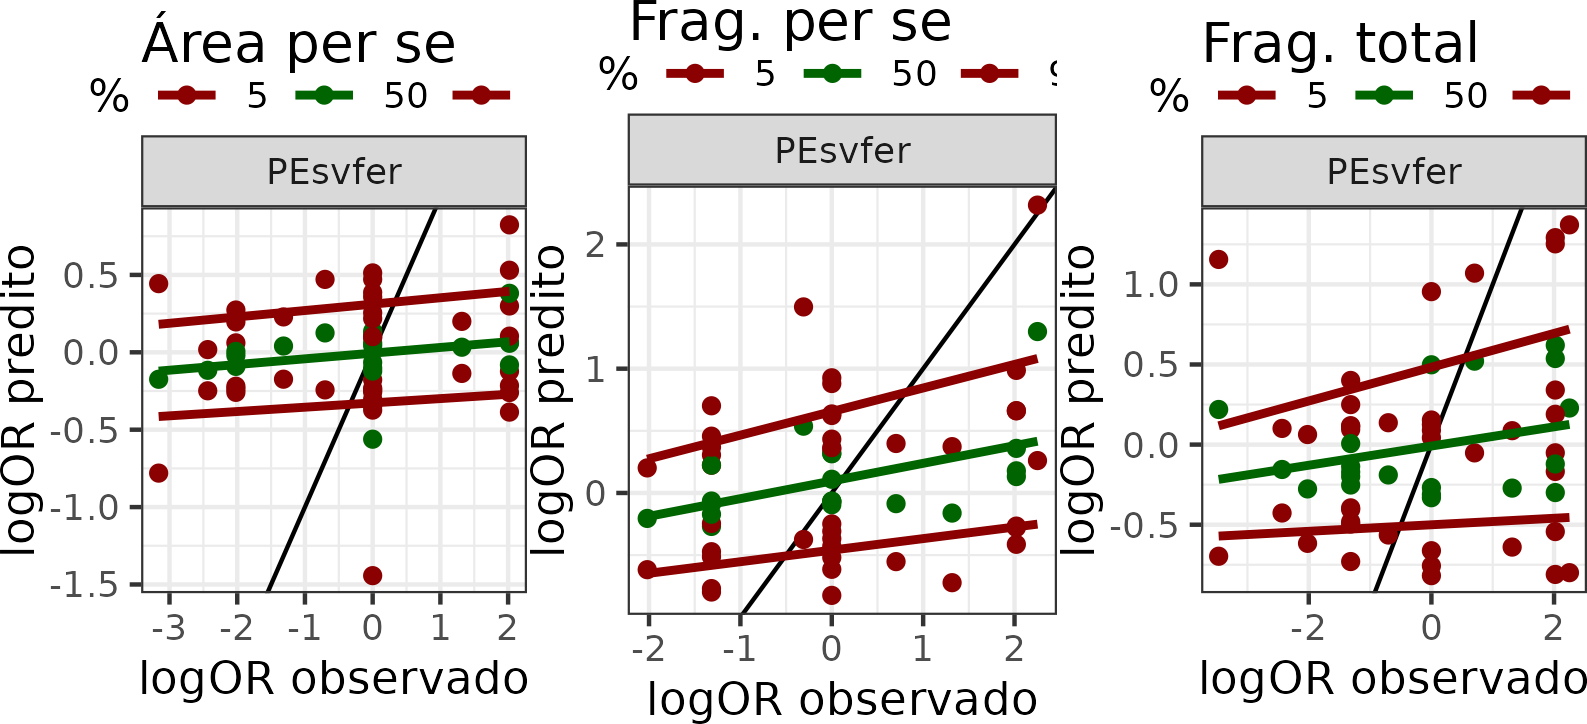 Área per se
% 5 50
PEsvfer
0.5
0.0
-0.5
-1.0
-1.5
logOR predito
-3 -2 -1 0 1 2
logOR observado
Frag. per se
% 5 50
PEsvfer
2
1
0
logOR predito
-2 -1 0 1 2
logOR observado
Frag. total
% 5 50
PEsvfer
1.0
0.5
0.0
-0.5
logOR predito
-2 0 2
logOR observado